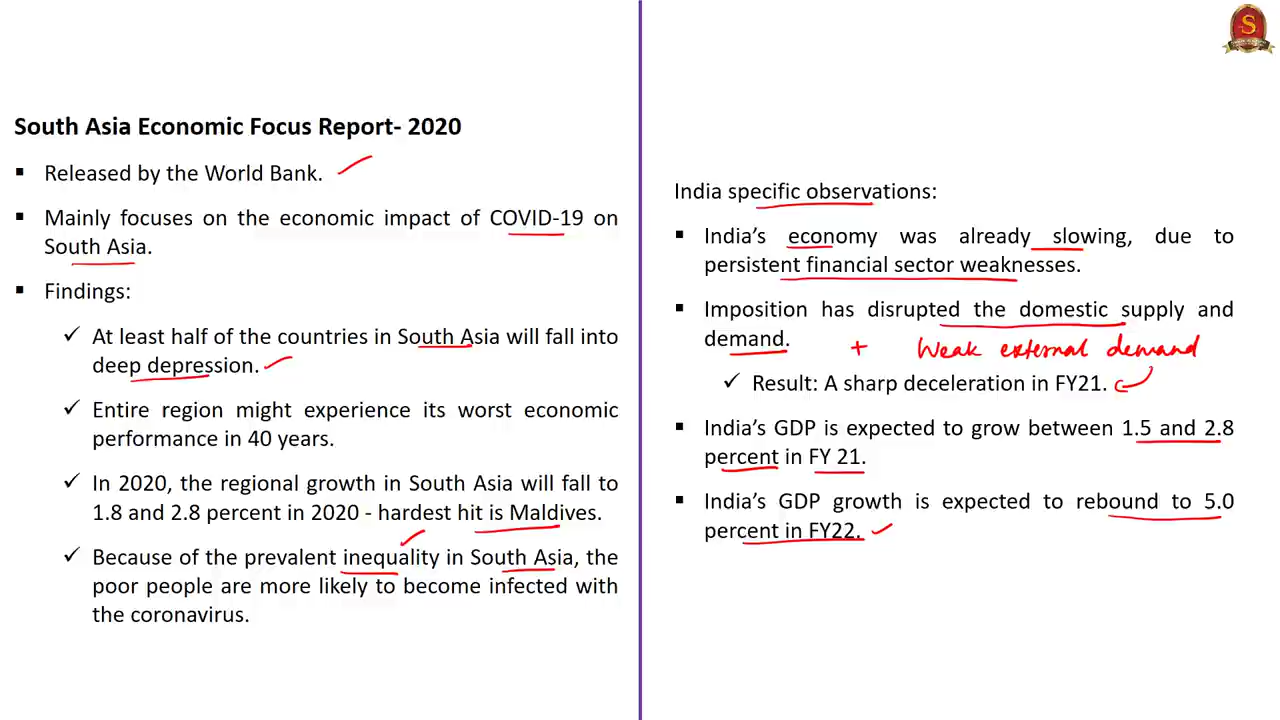 South Asia Economic Focus Report- 2020
▪ Released by the World Bank.
▪ Mainly focuses on the economic impact of COVID-19 on
South Asia.
▪ Findings:
✓ At least half of the countries in South Asia will fall into
deep depression.
✓ Entire region might experience its worst economic
performance in 40 years.
✓ In 2020, the regional growth in South Asia will fall to
1.8 and 2.8 percent in 2020 - hardest hit is Maldives.
✓ Because of the prevalent inequality in South Asia, the
poor people are more likely to become infected with
the coronavirus.
S
India specific observations:
▪ India's economy was already slowing, due to
persistent financial sector weaknesses.
▪ Imposition has disrupted the domestic supply and
demand. + Weak external demand
✓ Result: A sharp deceleration in FY21.
▪ India's GDP is expected to grow between 1.5 and 2.8
percent in FY 21.
▪ India's GDP growth is expected to rebound to 5.0
percent in FY22.